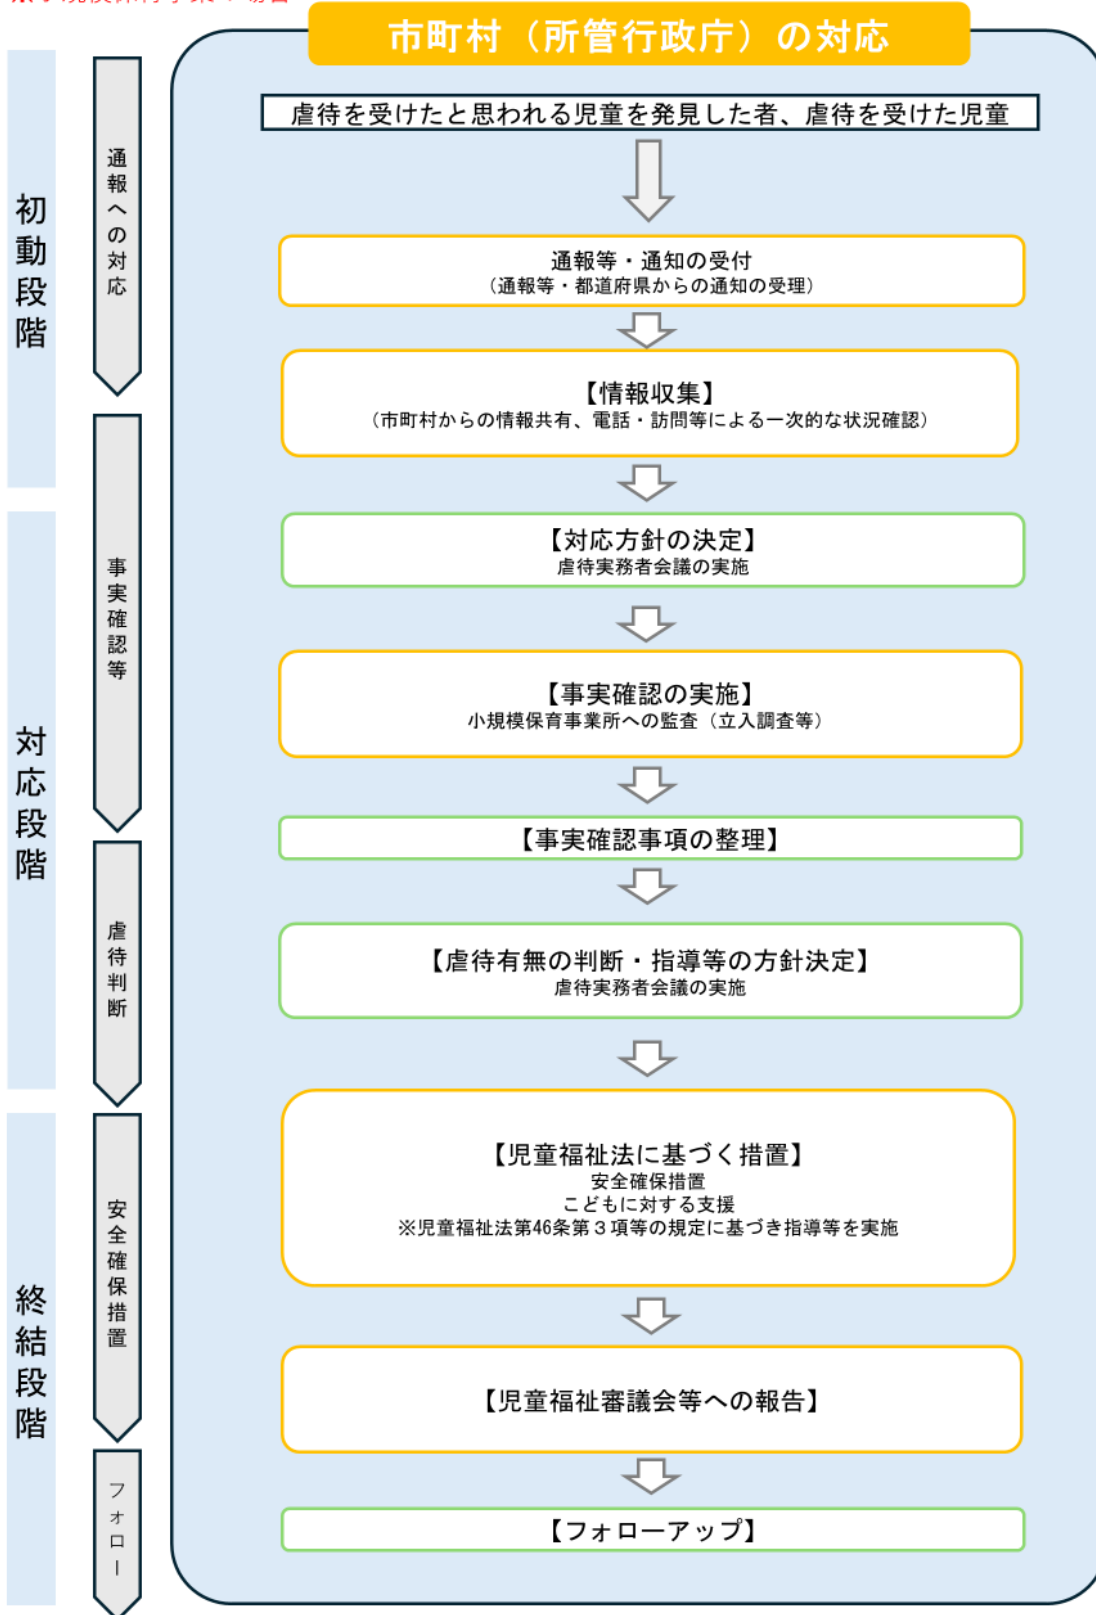 市町村（所管行政庁）の対応
虐待を受けたと思われる児童を発見した者、虐待を受けた児童
初動段階
通報への対応
通報等・通知の受付
（通報等・都道府県からの通知の受理）
【情報収集】
（市町村からの情報共有、電話・訪問等による一次的な状況確認）
対応段階
事実確認等
【対応方針の決定】
虐待実務者会議の実施
【事実確認の実施】
小規模保育事業所への監査（立入調査等）
【事実確認事項の整理】
虐待判断
【虐待有無の判断・指導等の方針決定】
虐待実務者会議の実施
終結段階
安全確保措置
【児童福祉法に基づく措置】
安全確保措置
こどもに対する支援
※児童福祉法第46条第３項等の規定に基づき指導等を実施
【児童福祉審議会等への報告】
フォロー
【フォローアップ】